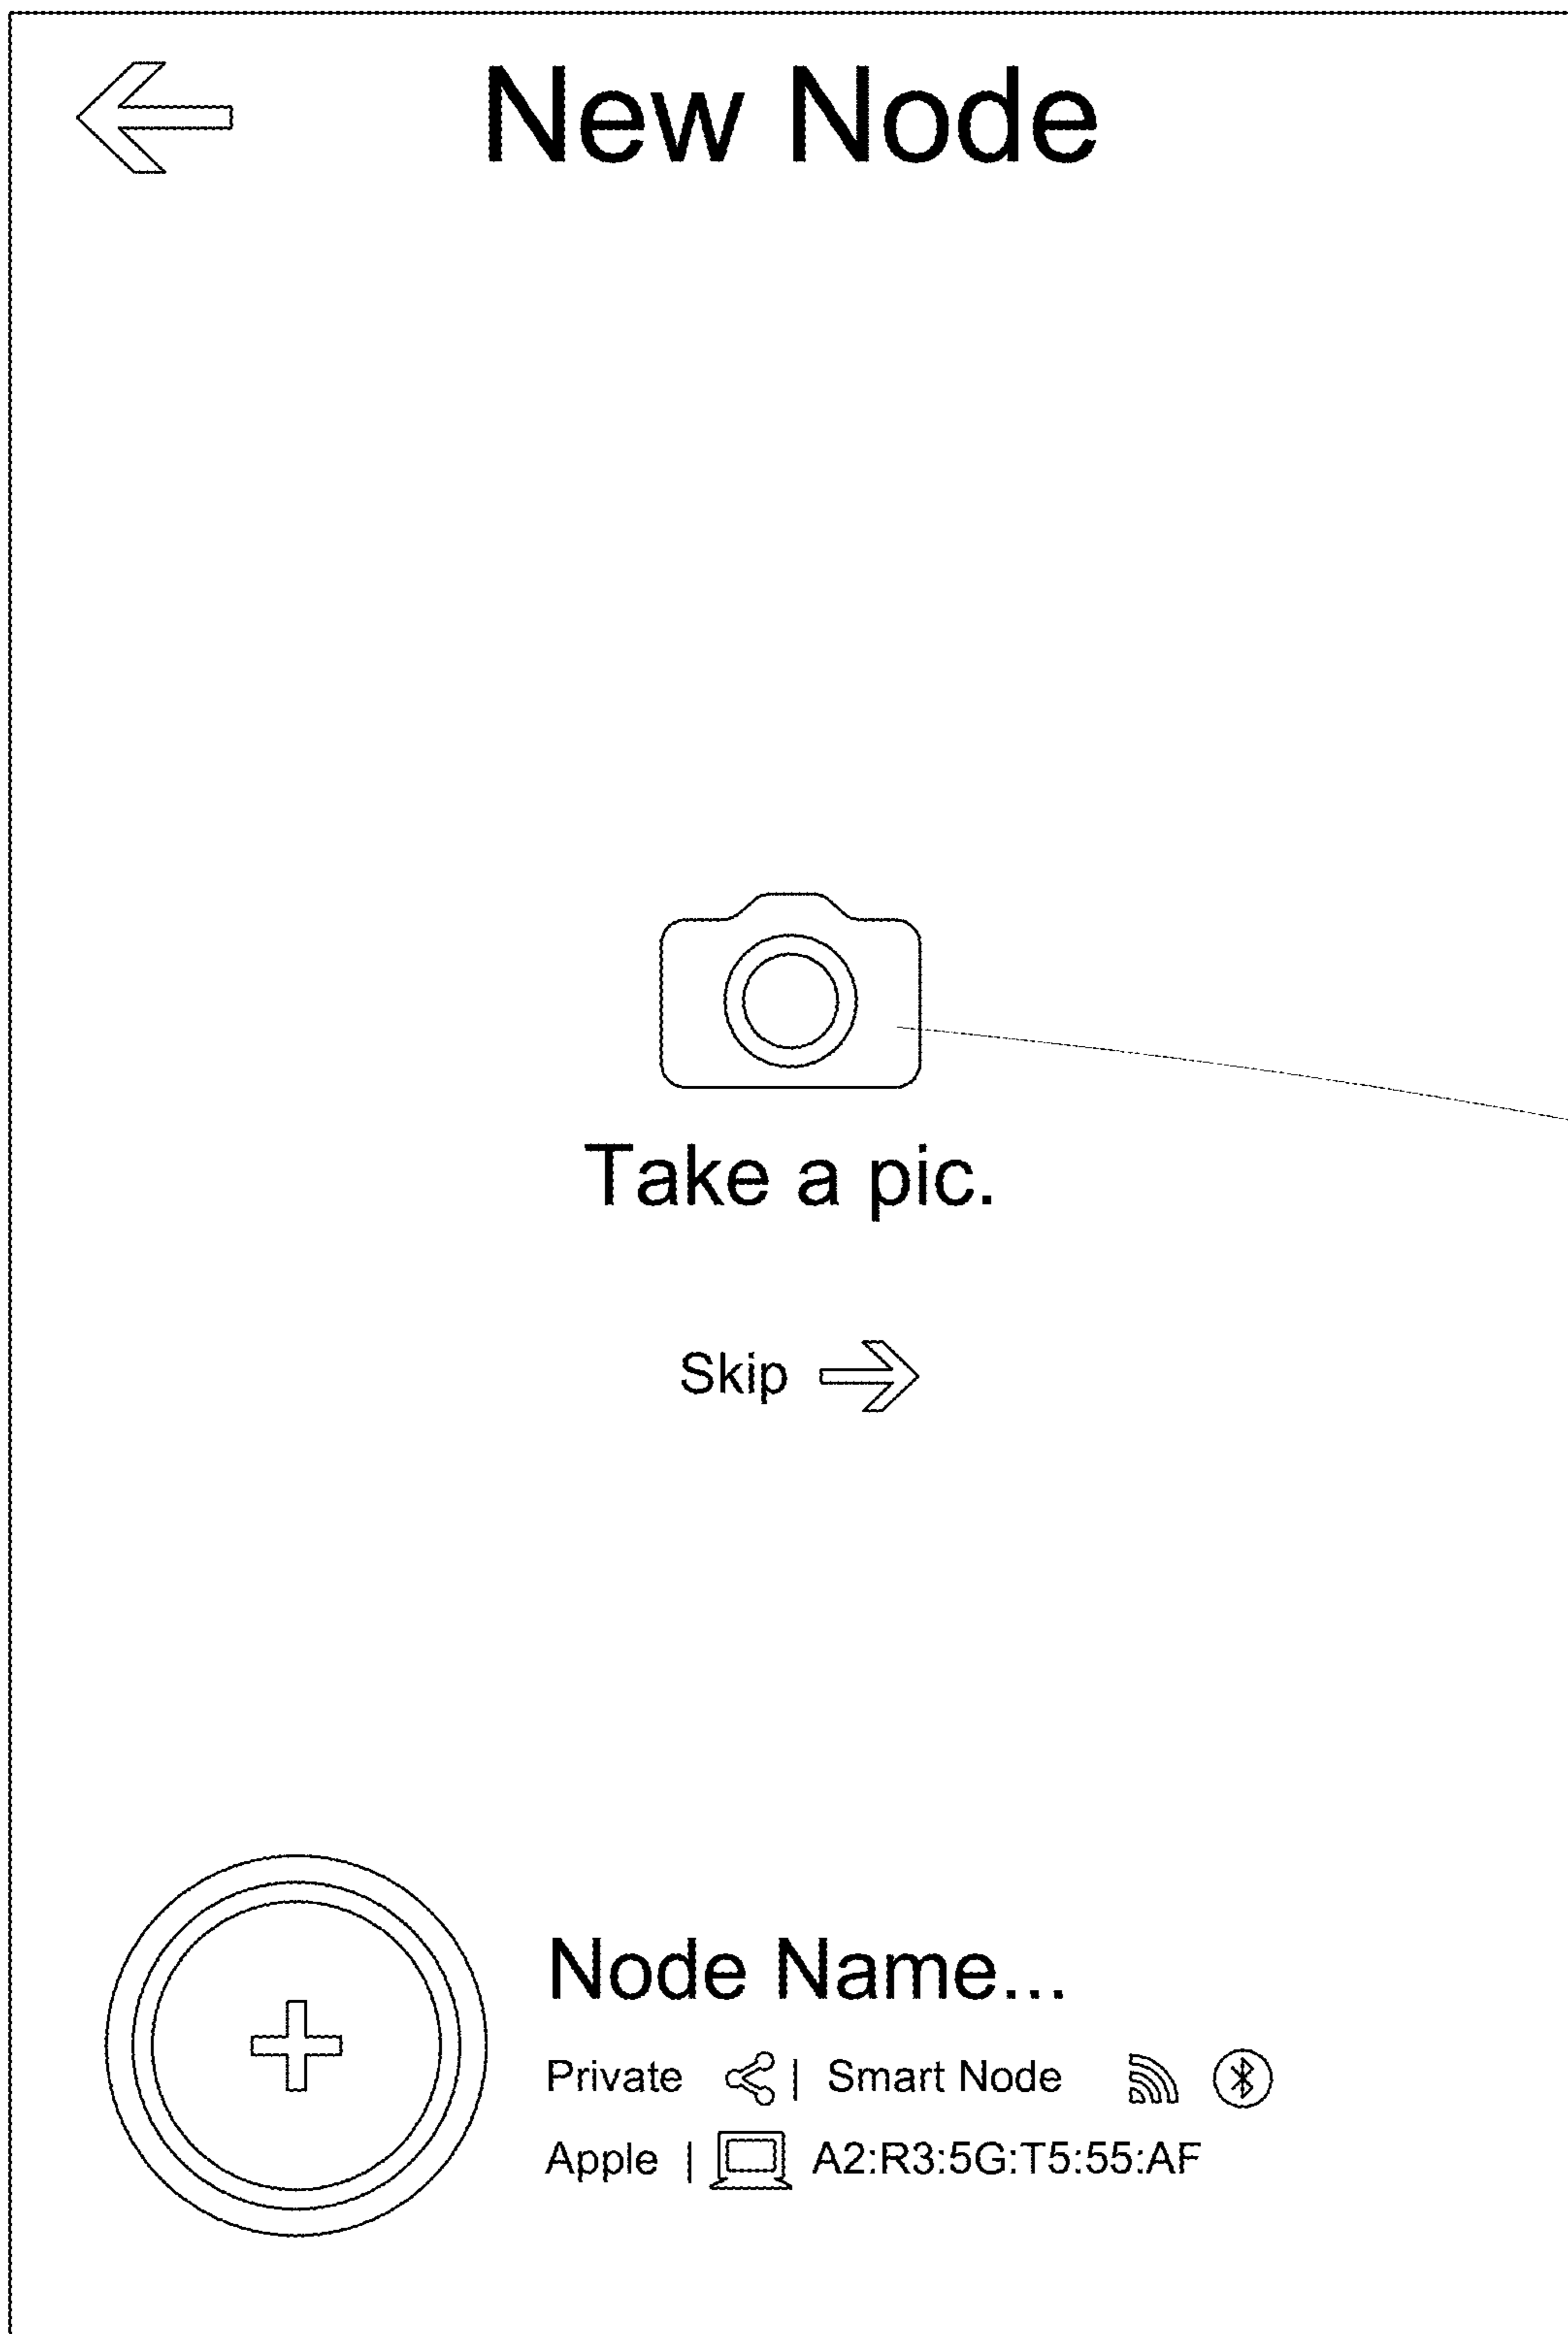 New Node
Take a pic.
Skip
Node Name...
Private | Smart Node
Apple | A2:R3:5G:T5:55:AF